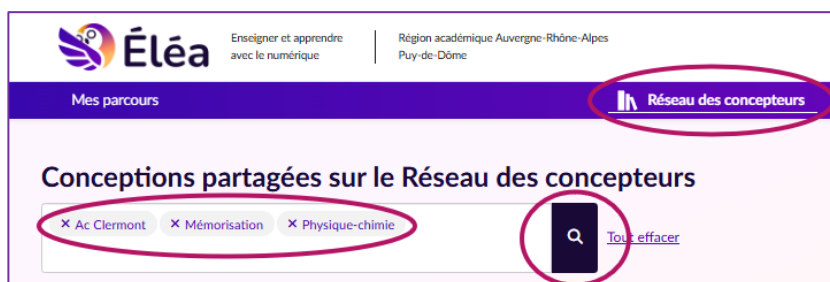 Éléa
Enseigner et apprendre
avec le numérique
Région académique Auvergne-Rhône-Alpes
Puy-de-Dôme
Mes parcours
Réseau des concepteurs
Conceptions partagées sur le Réseau des concepteurs
× Ac Clermont × Mémorisation × Physique-chimie
Tout effacer